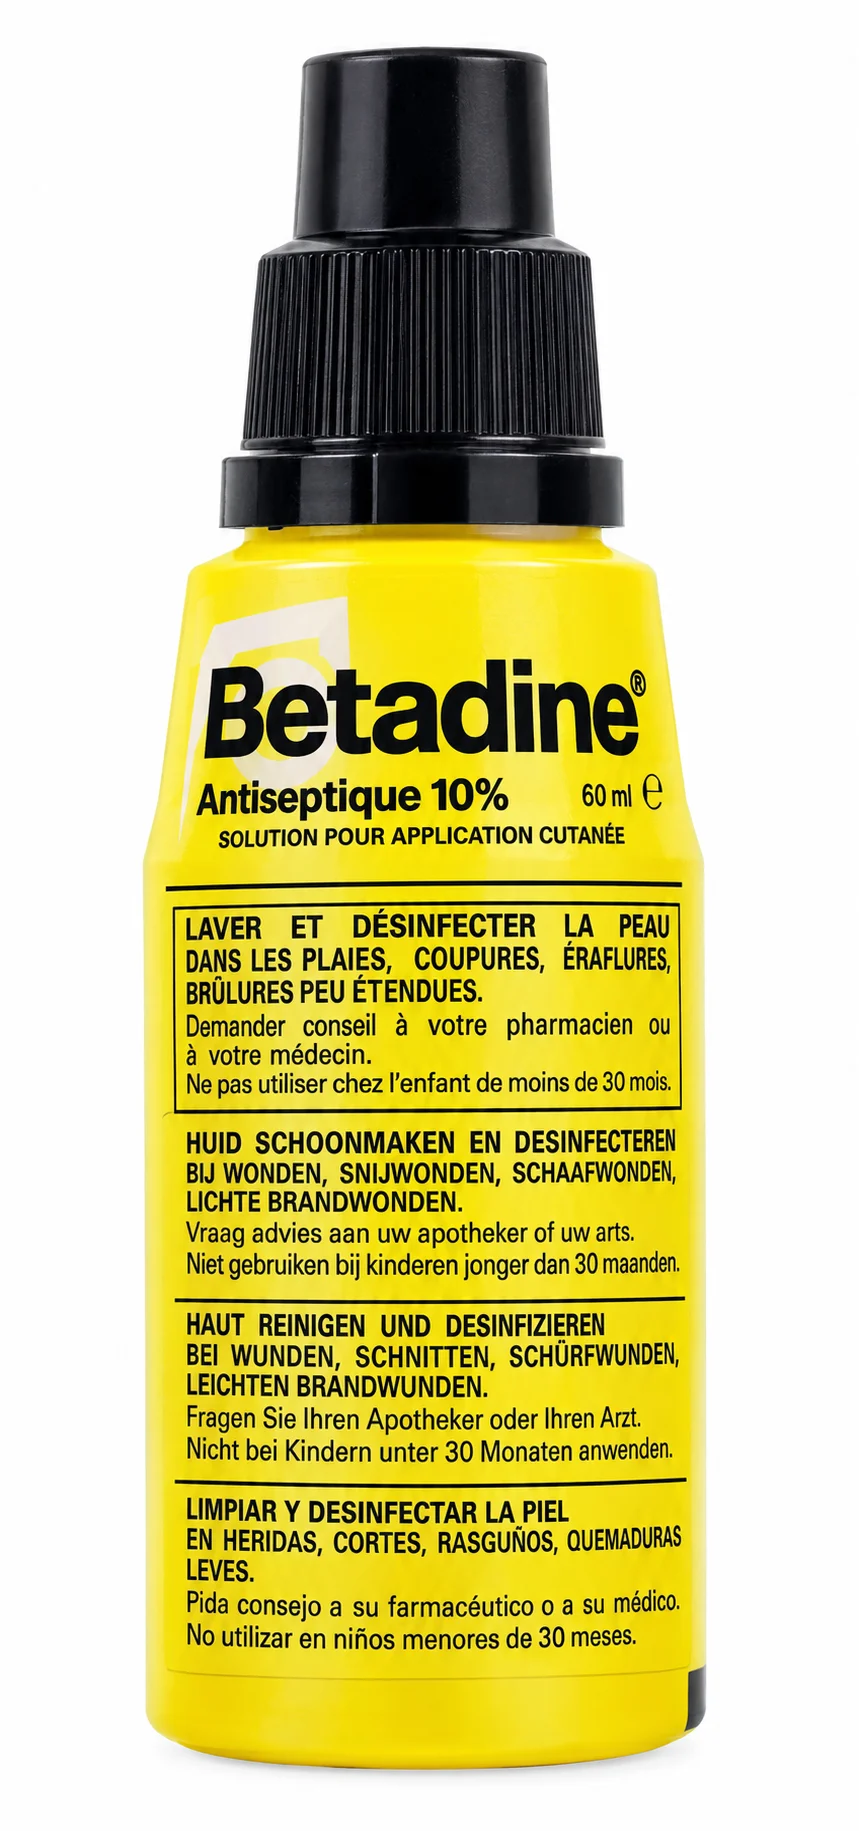 Betadine®
Antiseptique 10% 60 ml ℮
SOLUTION POUR APPLICATION CUTANÉE
LAVER ET DÉSINFECTER LA PEAU
DANS LES PLAIES, COUPURES, ÉRAFLURES,
BRÛLURES PEU ÉTENDUES.
Demander conseil à votre pharmacien ou
à votre médecin.
Ne pas utiliser chez l'enfant de moins de 30 mois.
HUID SCHOONMAKEN EN DESINFECTEREN
BIJ WONDEN, SNIJWONDEN, SCHAAFWONDEN,
LICHTE BRANDWONDEN.
Vraag advies aan uw apotheker of uw arts.
Niet gebruiken bij kinderen jonger dan 30 maanden.
HAUT REINIGEN UND DESINFIZIEREN
BEI WUNDEN, SCHNITTEN, SCHÜRFWUNDEN,
LEICHTEN BRANDWUNDEN.
Fragen Sie Ihren Apotheker oder Ihren Arzt.
Nicht bei Kindern unter 30 Monaten anwenden.
LIMPIAR Y DESINFECTAR LA PIEL
EN HERIDAS, CORTES, RASGUÑOS, QUEMADURAS
LEVES.
Pida consejo a su farmacéutico o a su médico.
No utilizar en niños menores de 30 meses.